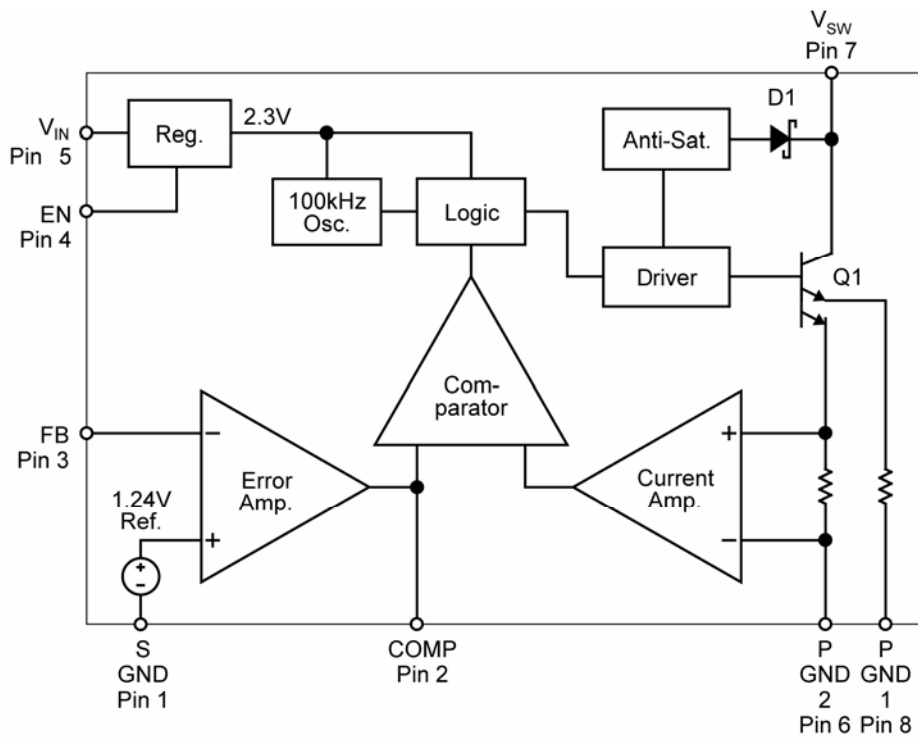 VSW
Pin 7
D1
VIN
Pin 5
Reg.
2.3V
Anti-Sat.
EN
Pin 4
100kHz
Osc.
Logic
Driver
Q1
Com-
parator
FB
Pin 3
−
+
1.24V
Ref.
Error
Amp.
Current
Amp.
+
−
+
−
S
GND
Pin 1
COMP
Pin 2
P
GND
2
Pin 6
P
GND
1
Pin 8